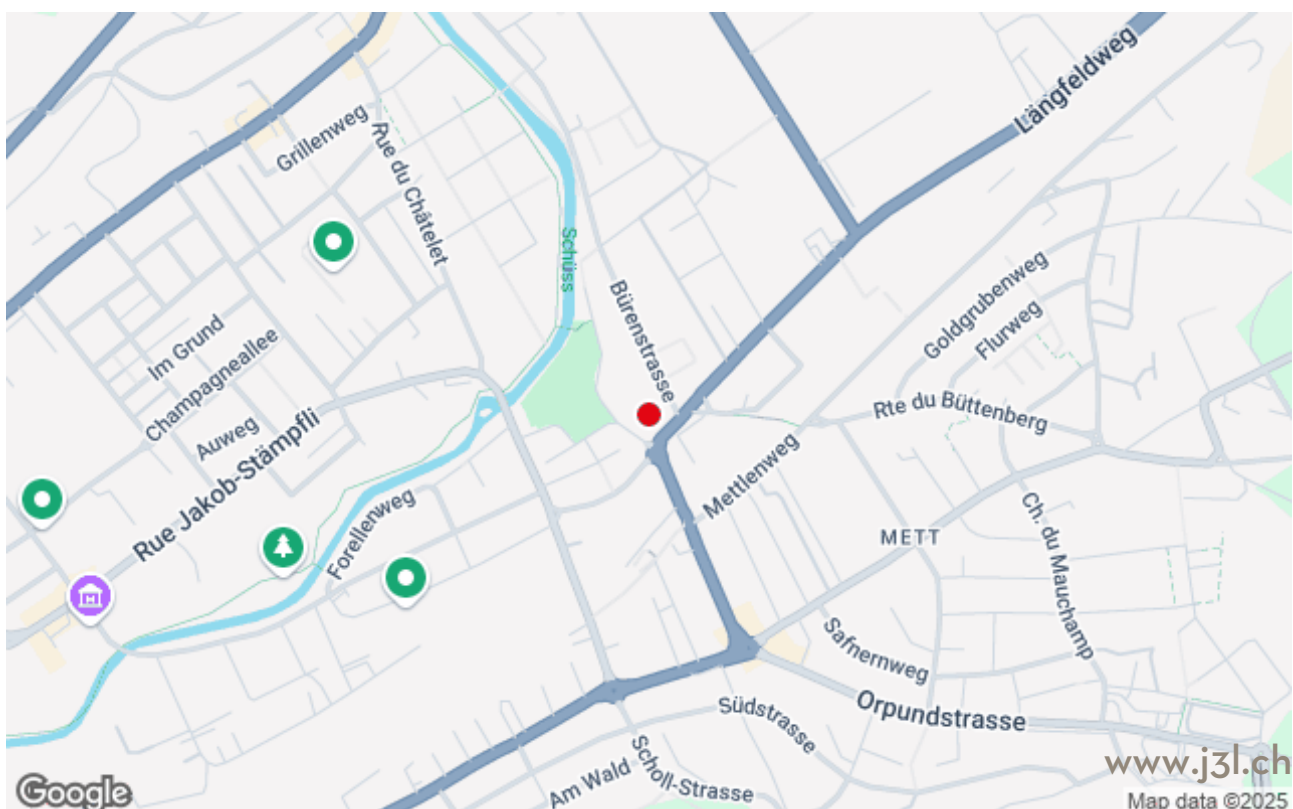 Längfeldweg
Grillenweg
Rue du Châtelet
Schüss
Bürenstrasse
Goldgrubenweg
Flurweg
Im Grund
Champagneallee
Auweg
Rte du Büttenberg
Rue Jakob-Stämpfli
Mettlenweg
Forellenweg
METT
Ch. du Mauchamp
Safnernweg
Südstrasse
Orpundstrasse
Scholl-Strasse
Am Wald
www.j3l.ch
Google
Map data ©2025